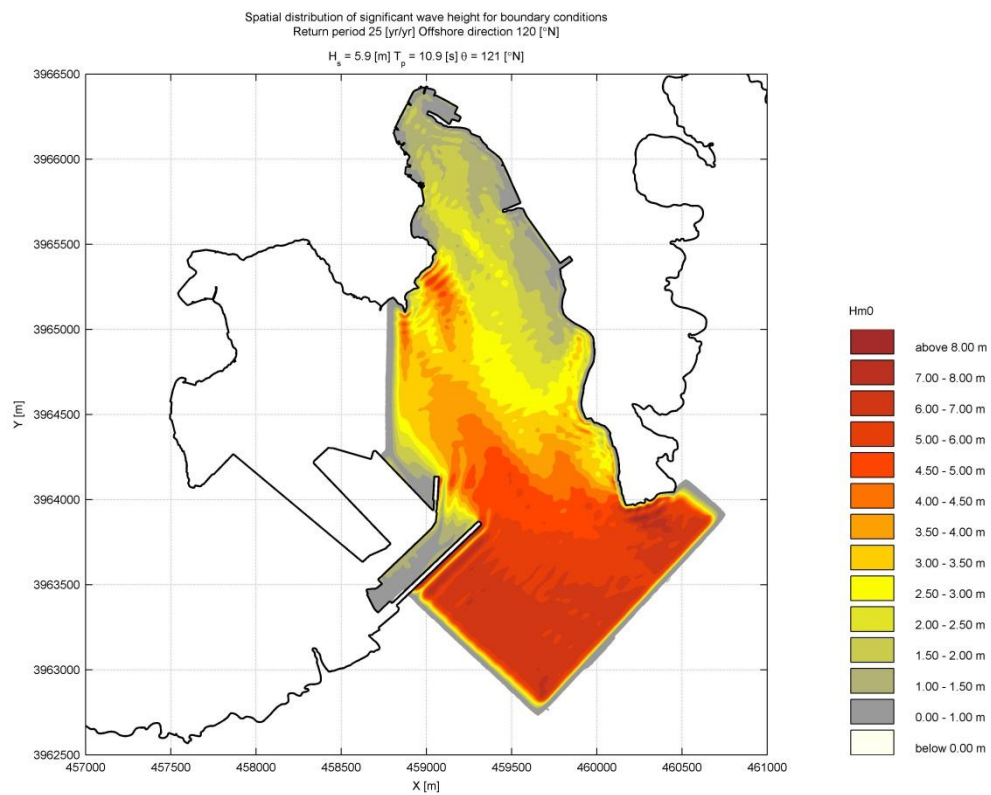 Spatial distribution of significant wave height for boundary conditions
Return period 25 [yr/yr] Offshore direction 120 [°N]
H_s = 5.9 [m] T_p = 10.9 [s] θ = 121 [°N]
3966500
3966000
3965500
3965000
3964500
3964000
3963500
3963000
3962500
Y [m]
457000 457500 458000 458500 459000 459500 460000 460500 461000
X [m]
Hm0
above 8.00 m
7.00 - 8.00 m
6.00 - 7.00 m
5.00 - 6.00 m
4.50 - 5.00 m
4.00 - 4.50 m
3.50 - 4.00 m
3.00 - 3.50 m
2.50 - 3.00 m
2.00 - 2.50 m
1.50 - 2.00 m
1.00 - 1.50 m
0.00 - 1.00 m
below 0.00 m